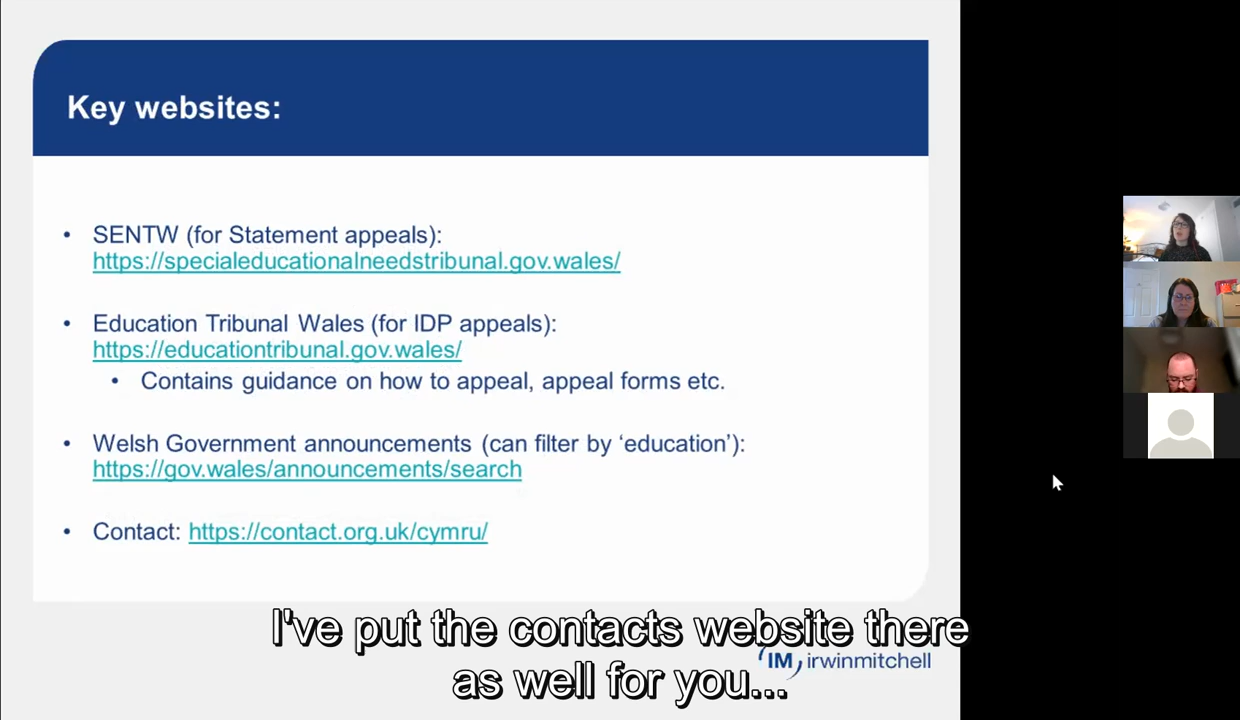 Key websites:
• SENTW (for Statement appeals):
https://specialeducationalneedstribunal.gov.wales/
• Education Tribunal Wales (for IDP appeals):
https://educationtribunal.gov.wales/
• Contains guidance on how to appeal, appeal forms etc.
• Welsh Government announcements (can filter by ‘education’):
https://gov.wales/announcements/search
• Contact: https://contact.org.uk/cymru/
I've put the contacts website there
IM irwinmitchell
as well for you...